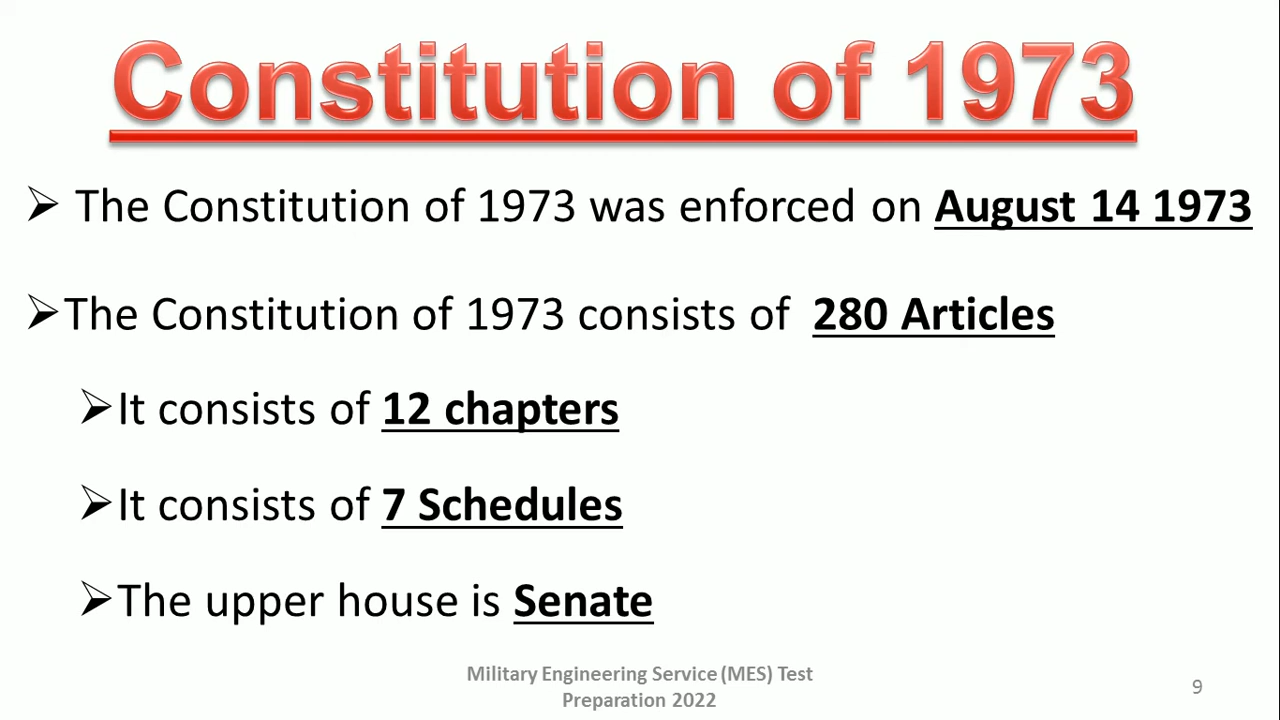 Constitution of 1973
➢ The Constitution of 1973 was enforced on August 14 1973
➢The Constitution of 1973 consists of 280 Articles
➢It consists of 12 chapters
➢It consists of 7 Schedules
➢The upper house is Senate
Military Engineering Service (MES) Test
Preparation 2022
9